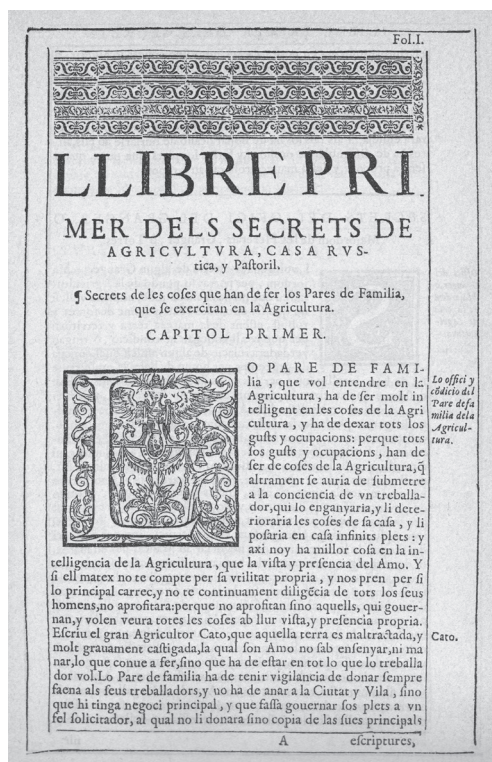 Fol.I.
LLIBRE PRI
MER DELS SECRETS DE
AGRICVLTVRA, CASA RVS-
tica, y Paſtoril.
¶ Secrets de les coſes que han de fer los Pares de Familia,
que ſe exercitan en la Agricultura.
CAPITOL PRIMER.
LO PARE DE FAMI-
lia, que vol entendre en la
Agricultura, ha de ſer molt in
telligent en les coſes de la Agri
cultura, y ha de dexar tots los
guſts y ocupacions: perque tots
ſos guſts y ocupacions, han de
ſer de coſes de la Agricultura,q̃
altrament ſe auria de ſubmetre
a la conciencia de vn treballa-
dor,qui lo enganyaria,y li dete-
rioraria les coſes de ſa caſa, y li
poſaria en caſa infinits plets: y
axi noy ha millor coſa en la in-
telligencia de la Agricultura, que la viſta y preſencia del Amo. Y
ſi ell matex no te compte per ſa vtilitat propria, y nos pren per ſi
lo principal carrec,y no te continuament diligẽcia de tots los ſeus
homens,no aprofitara:perque no aprofitan ſino aquells, qui gouer-
nan,y volen veura totes les coſes ab llur viſta,y preſencia propria.
Eſcriu el gran Agricultor Cato,que aquella terra es maltractada,y
molt grauament caſtigada,la qual ſon Amo no ſab enſenyar,ni ma
nar,lo que conue a fer,ſino que ha de eſtar en tot lo que lo treballa
dor vol.Lo Pare de familia ha de tenir vigilancia de donar ſempre
faena als ſeus treballadors,y uo ha de anar a la Ciutat y Vila, ſino
que hi tinga negoci principal, y que faſſa gouernar ſos plets a vn
fel ſolicitador, al qual no li donara ſino copia de las ſues principals
A
eſcriptures,
Lo offici y
cõdicio del
Pare defa
milia dela
Agricul-
tura.
Cato.